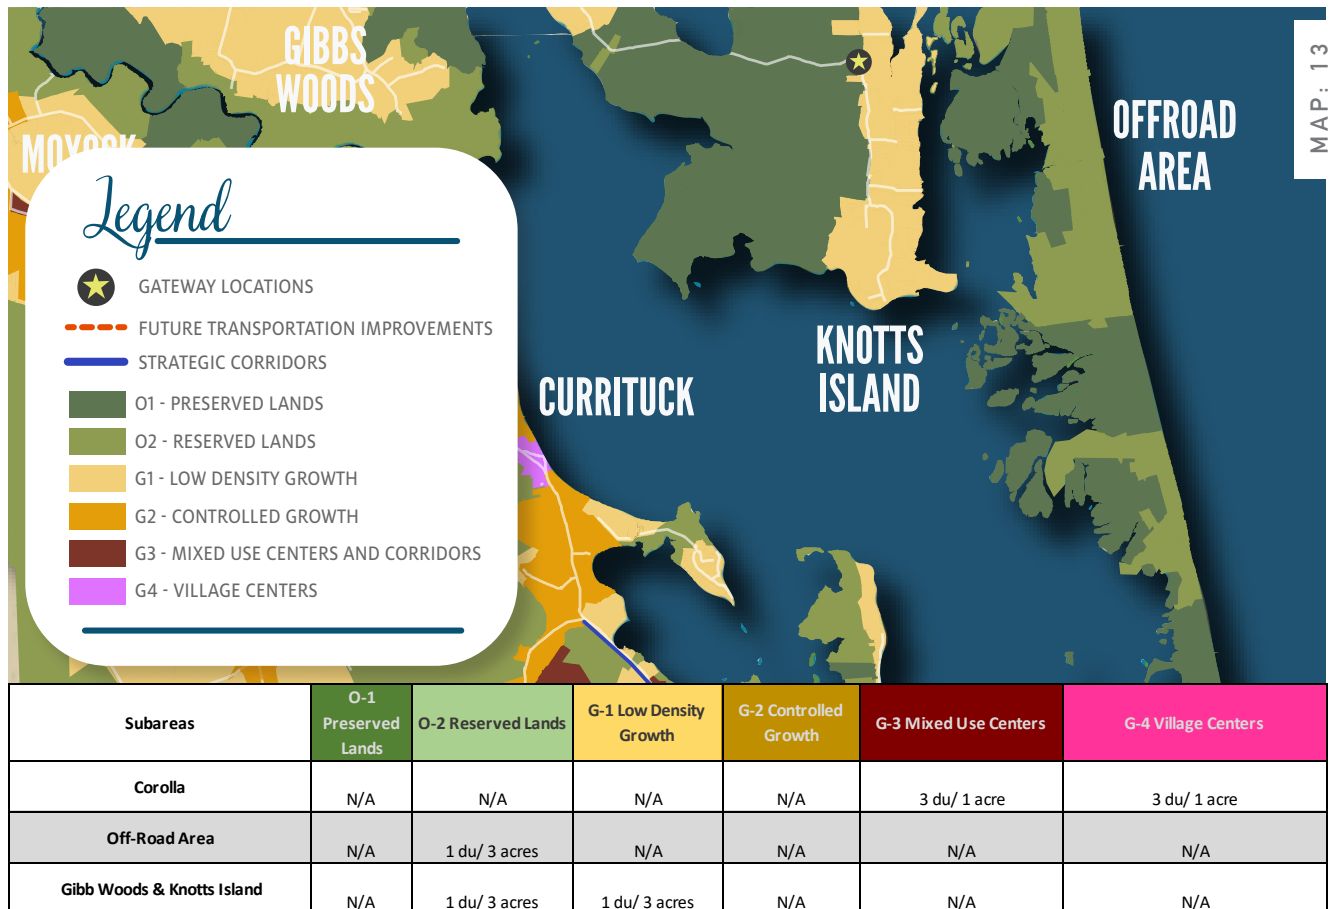 GIBBS
WOODS
MOYOCK
OFFROAD
AREA
MAP: 13
Legend
GATEWAY LOCATIONS
FUTURE TRANSPORTATION IMPROVEMENTS
STRATEGIC CORRIDORS
O1 - PRESERVED LANDS
O2 - RESERVED LANDS
G1 - LOW DENSITY GROWTH
G2 - CONTROLLED GROWTH
G3 - MIXED USE CENTERS AND CORRIDORS
G4 - VILLAGE CENTERS
KNOTTS
ISLAND
CURRITUCK
Subareas
O-1
Preserved
Lands
O-2 Reserved Lands
G-1 Low Density
Growth
G-2 Controlled
Growth
G-3 Mixed Use Centers
G-4 Village Centers
Corolla N/A N/A N/A N/A 3 du/ 1 acre 3 du/ 1 acre
Off-Road Area N/A 1 du/ 3 acres N/A N/A N/A N/A
Gibb Woods & Knotts Island N/A 1 du/ 3 acres 1 du/ 3 acres N/A N/A N/A